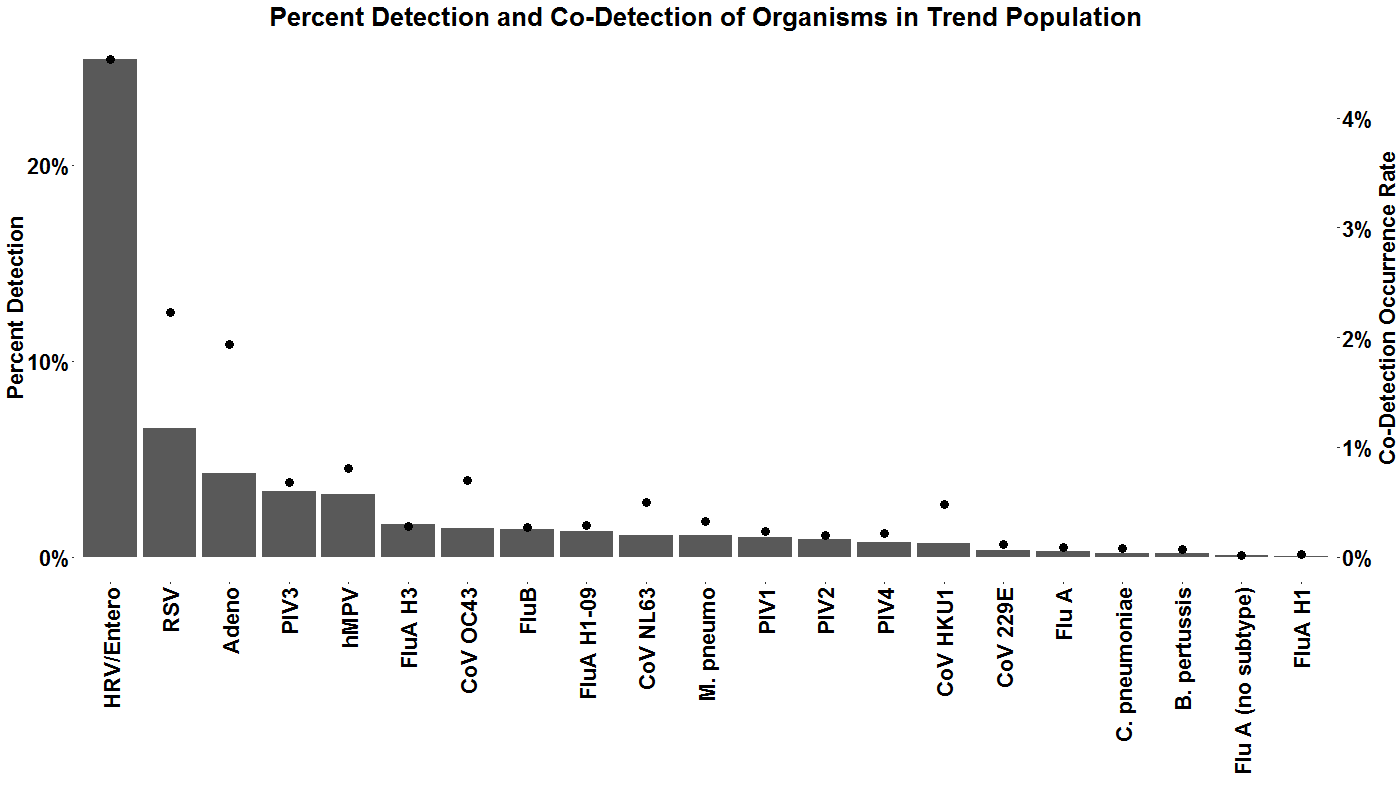 Percent Detection and Co-Detection of Organisms in Trend Population
Percent Detection
20%
10%
0%
4%
3%
2%
1%
0%
Co-Detection Occurrence Rate
HRV/Entero
RSV
Adeno
PIV3
hMPV
FluA H3
CoV OC43
FluB
FluA H1-09
CoV NL63
M. pneumo
PIV1
PIV2
PIV4
CoV HKU1
CoV 229E
Flu A
C. pneumoniae
B. pertussis
Flu A (no subtype)
FluA H1